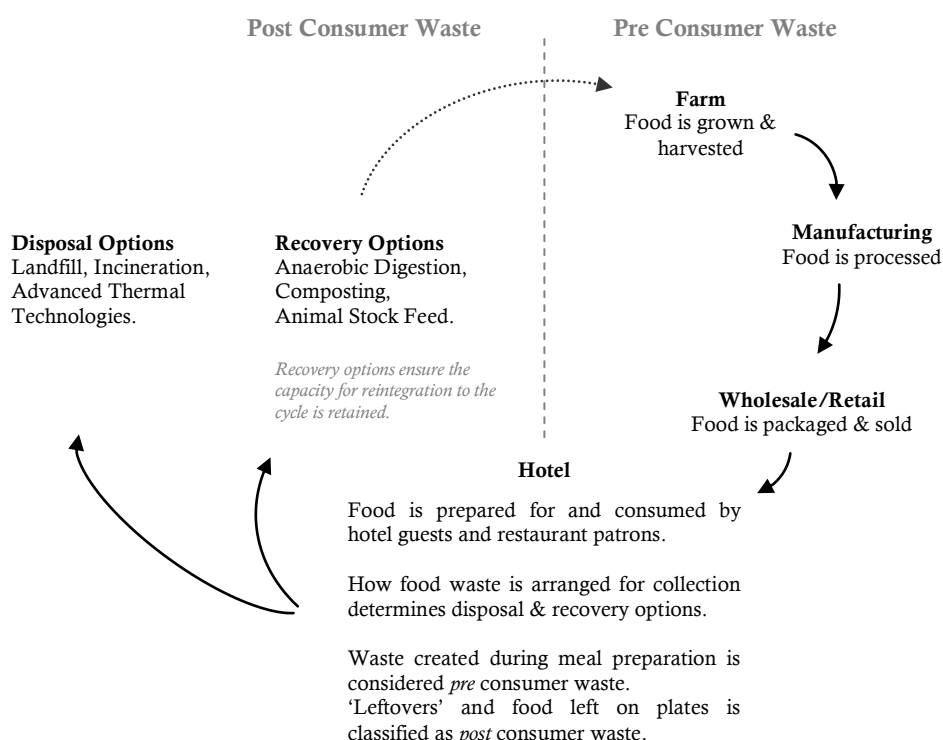 Post Consumer Waste
Pre Consumer Waste
Farm
Food is grown &
harvested
Manufacturing
Food is processed
Wholesale/Retail
Food is packaged & sold
Disposal Options
Landfill, Incineration,
Advanced Thermal
Technologies.
Recovery Options
Anaerobic Digestion,
Composting,
Animal Stock Feed.
Recovery options ensure the
capacity for reintegration to the
cycle is retained.
Hotel
Food is prepared for and consumed by
hotel guests and restaurant patrons.
How food waste is arranged for collection
determines disposal & recovery options.
Waste created during meal preparation is
considered pre consumer waste.
‘Leftovers’ and food left on plates is
classified as post consumer waste.